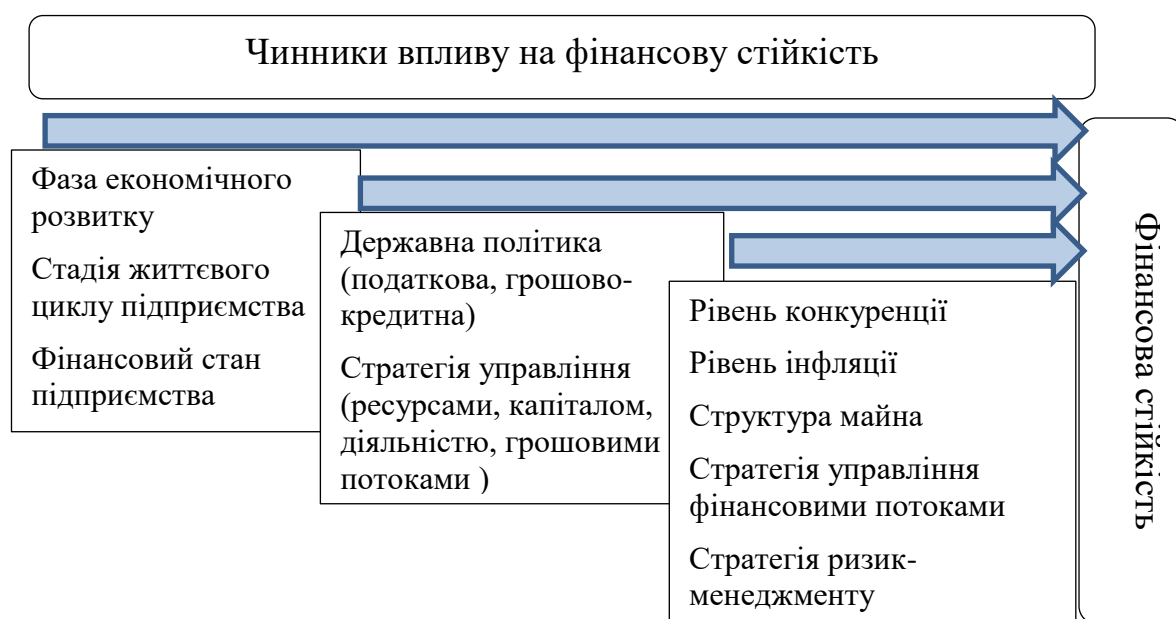 Чинники впливу на фінансову стійкість
Фаза економічного
розвитку
Стадія життєвого
циклу підприємства
Фінансовий стан
підприємства
Державна політика
(податкова, грошово-
кредитна)
Стратегія управління
(ресурсами, капіталом,
діяльністю, грошовими
потоками )
Рівень конкуренції
Рівень інфляції
Структура майна
Стратегія управління
фінансовими потоками
Стратегія ризик-
менеджменту
Фінансова стійкість